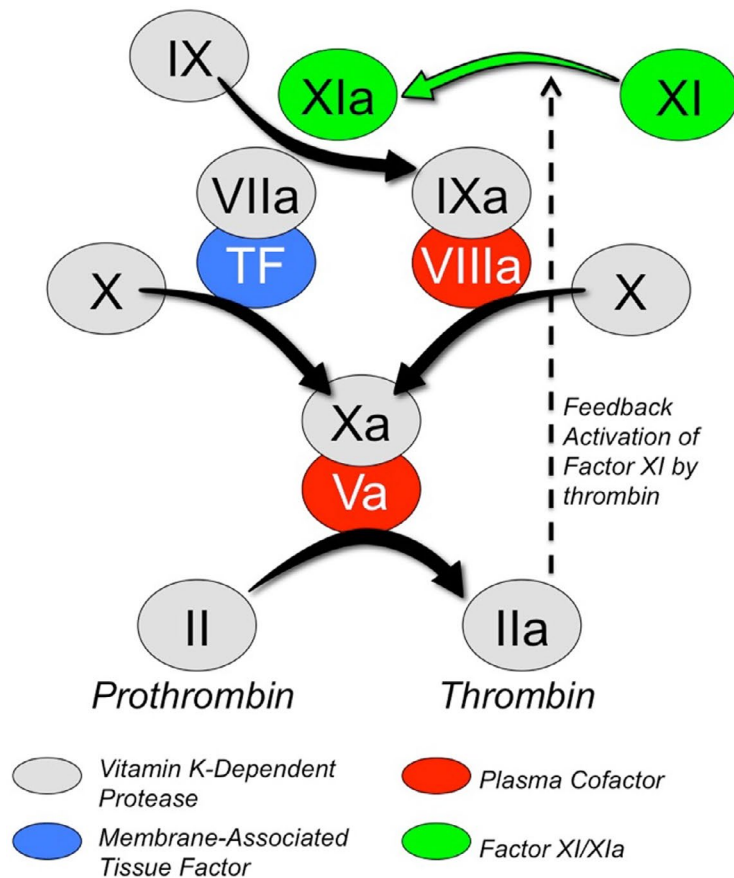 IX
XIa
XI
VIIa
IXa
TF
VIIIa
X
X
Xa
Va
Feedback
Activation of
Factor XI by
thrombin
II
IIa
Prothrombin
Thrombin
Vitamin K-Dependent
Protease
Plasma Cofactor
Membrane-Associated
Tissue Factor
Factor XI/XIa